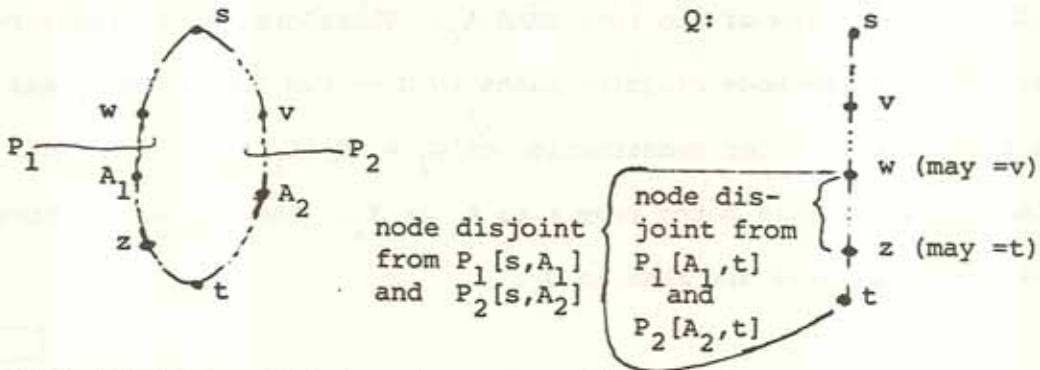 s
w
v
P1
P2
A1
A2
z
t
Q:
s
v
w (may =v)
node dis-
joint from
P1[A1,t]
and
P2[A2,t]
z (may =t)
t
node disjoint
from P1[s,A1]
and P2[s,A2]